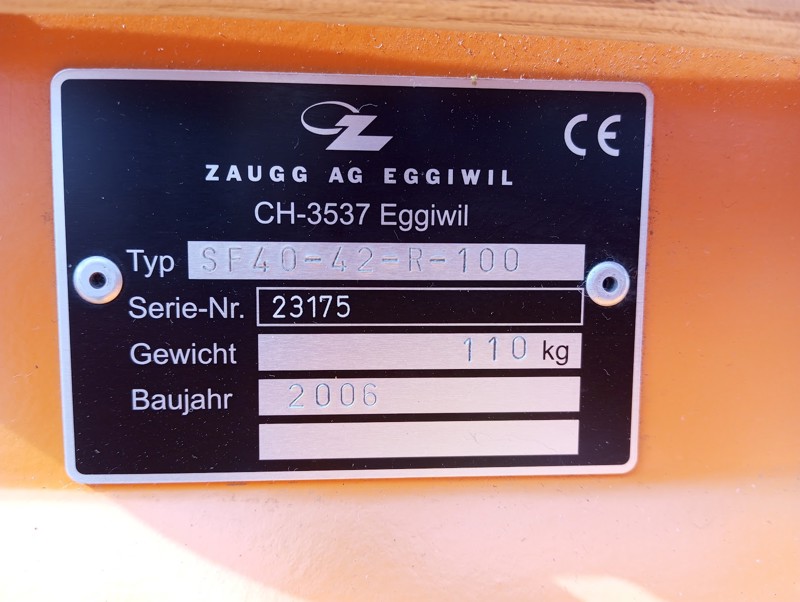 Z
CE
ZAUGG AG EGGIWIL
CH-3537 Eggiwil
Typ SF40-42-R-100
Serie-Nr. 23175
Gewicht 110 kg
Baujahr 2006